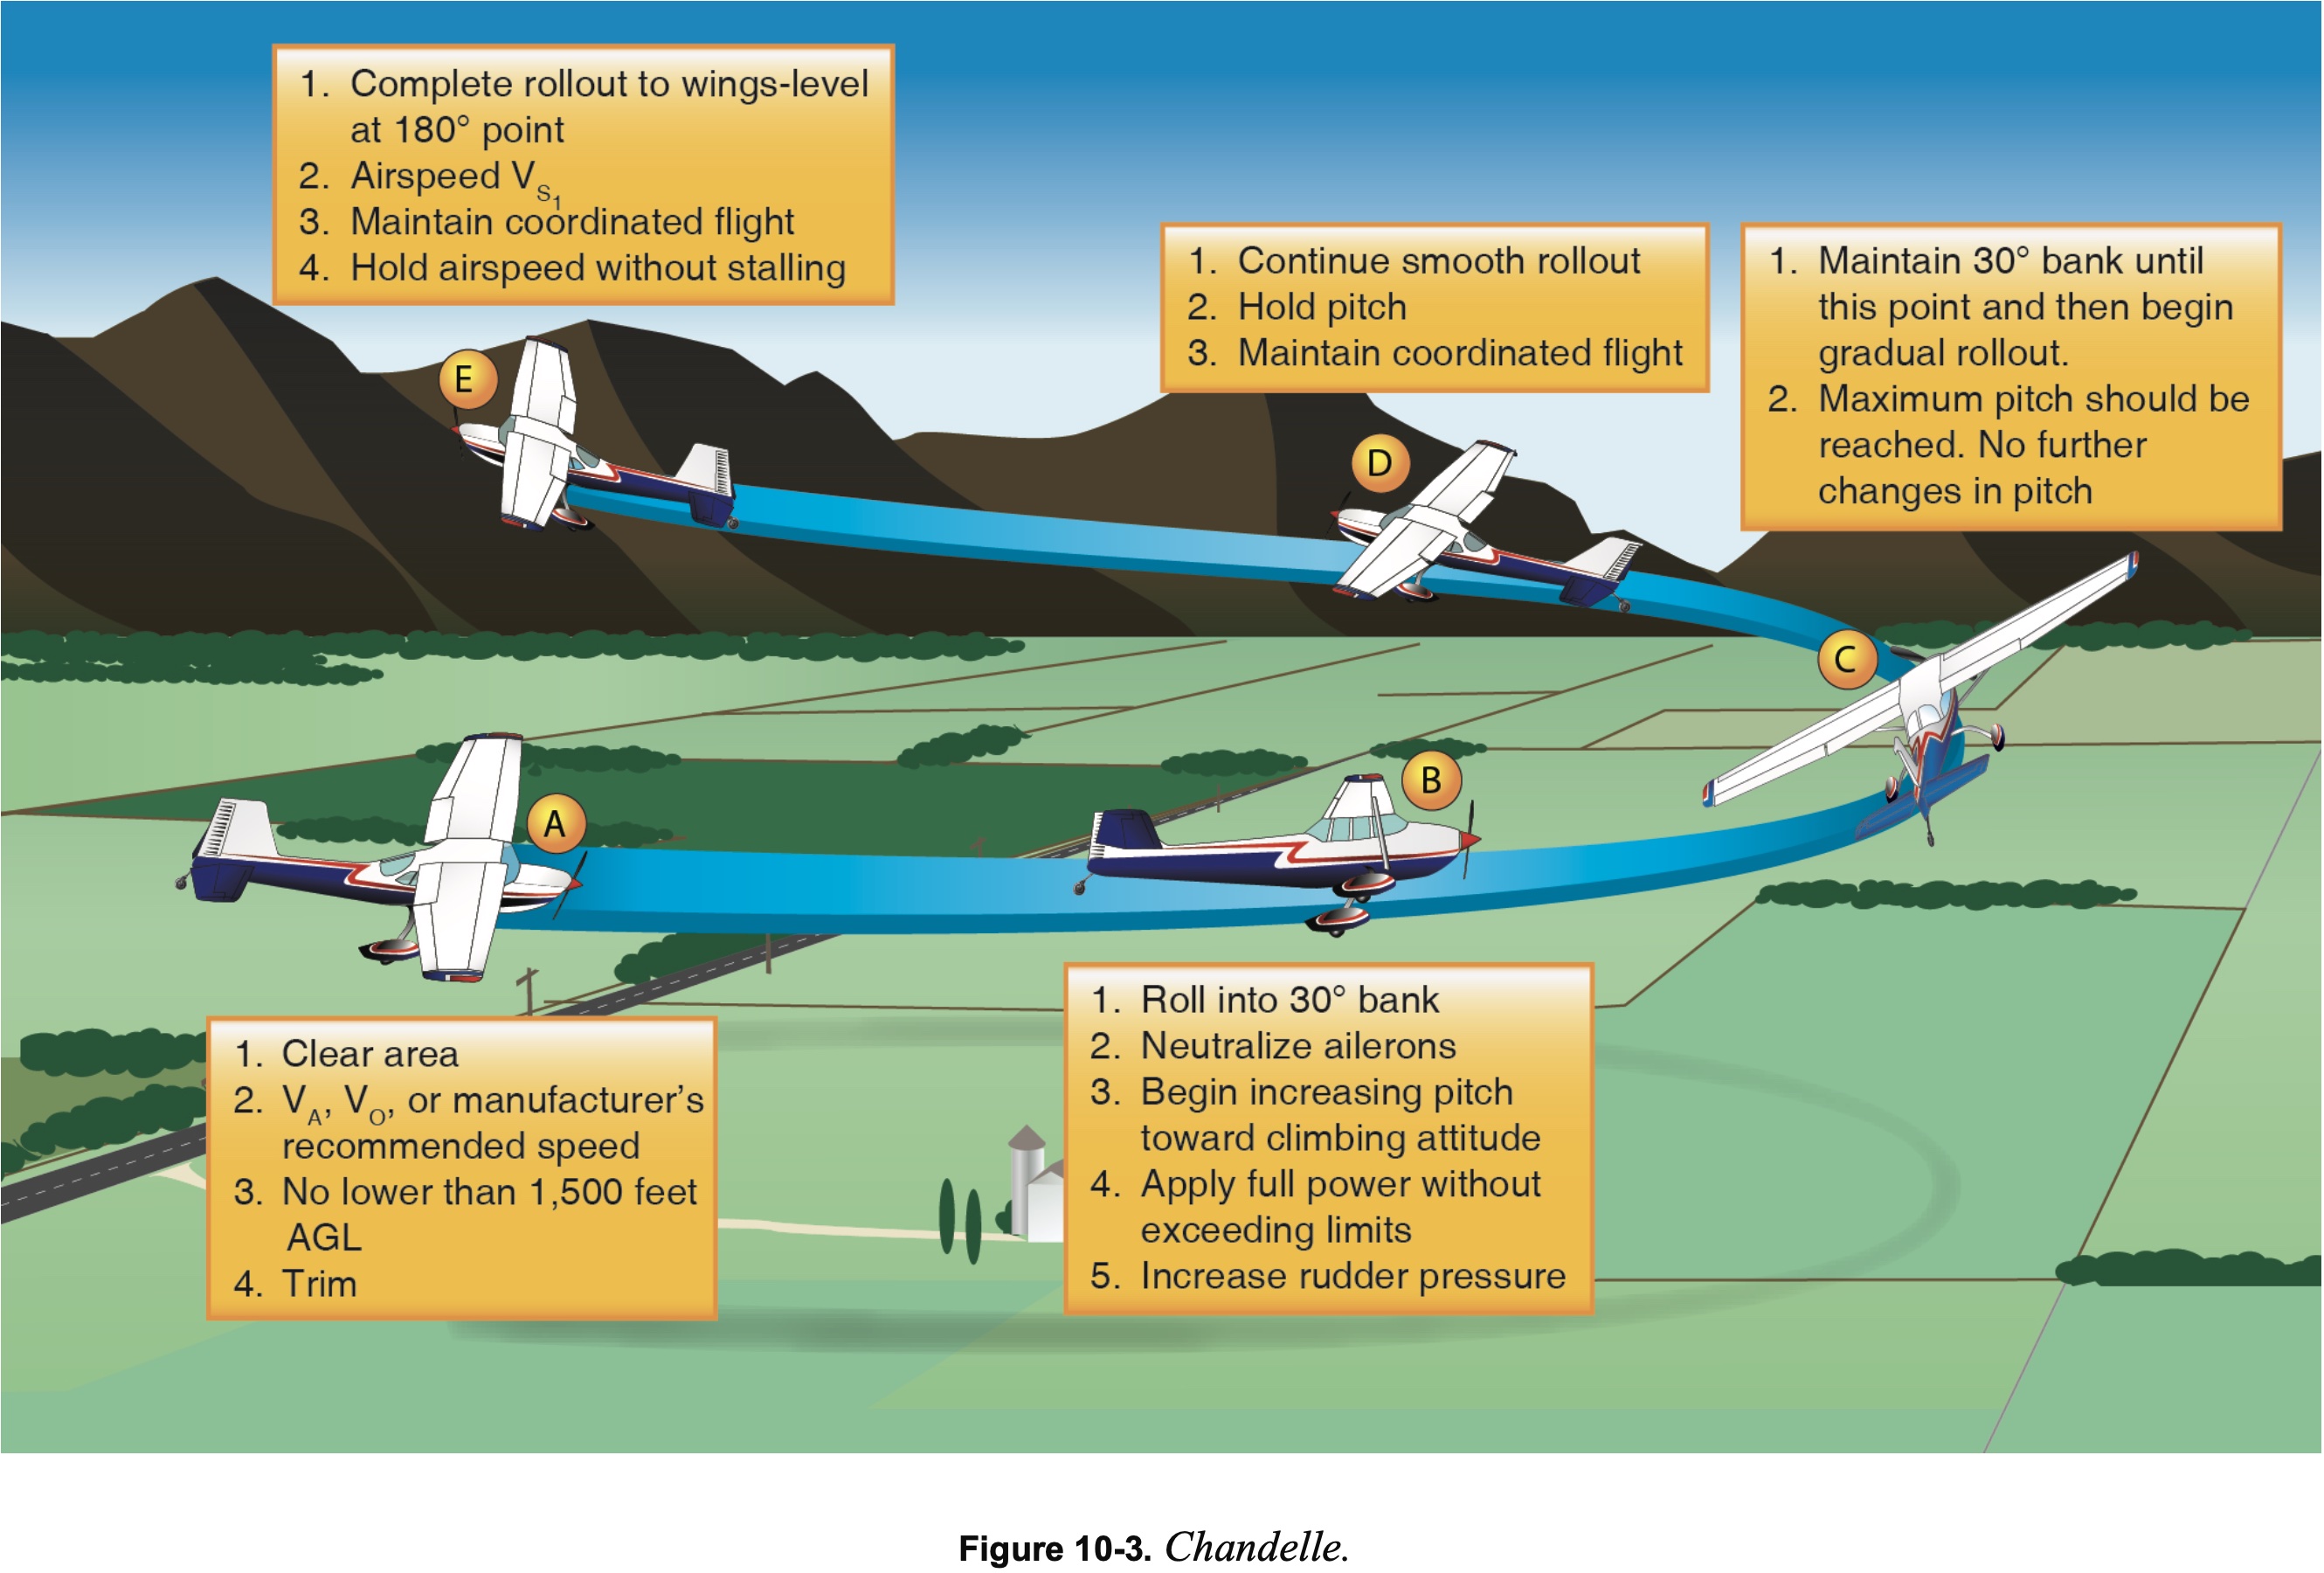 1. Complete rollout to wings-level
at 180° point
2. Airspeed V_S₁
3. Maintain coordinated flight
4. Hold airspeed without stalling
1. Continue smooth rollout
2. Hold pitch
3. Maintain coordinated flight
1. Maintain 30° bank until
this point and then begin
gradual rollout.
2. Maximum pitch should be
reached. No further
changes in pitch
E
D
C
B
A
1. Clear area
2. V_A, V_O, or manufacturer’s
recommended speed
3. No lower than 1,500 feet
AGL
4. Trim
1. Roll into 30° bank
2. Neutralize ailerons
3. Begin increasing pitch
toward climbing attitude
4. Apply full power without
exceeding limits
5. Increase rudder pressure
Figure 10-3. Chandelle.